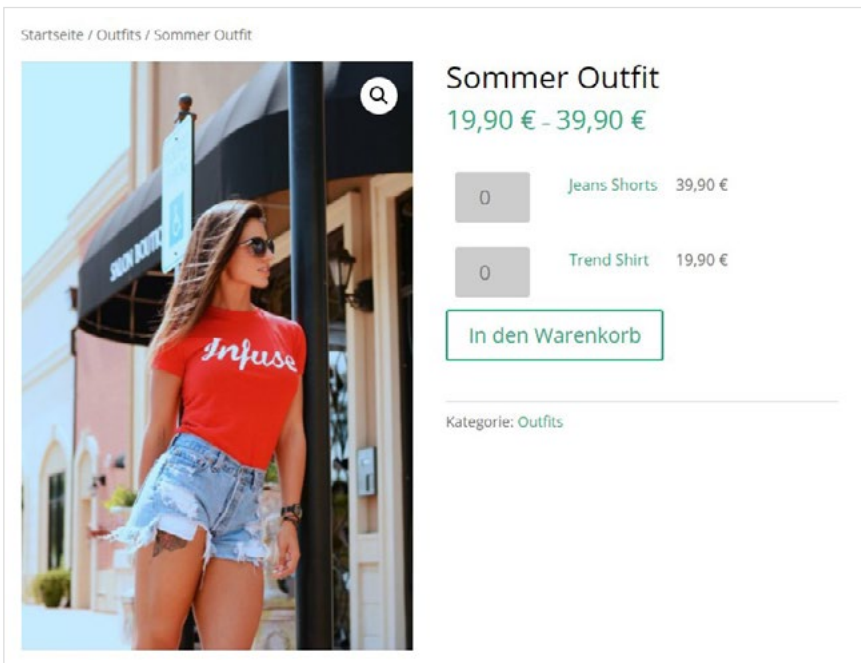 Startseite / Outfits / Sommer Outfit
Sommer Outfit
19,90 € – 39,90 €
0 Jeans Shorts 39,90 €
0 Trend Shirt 19,90 €
In den Warenkorb
Kategorie: Outfits
SALON
Infuse